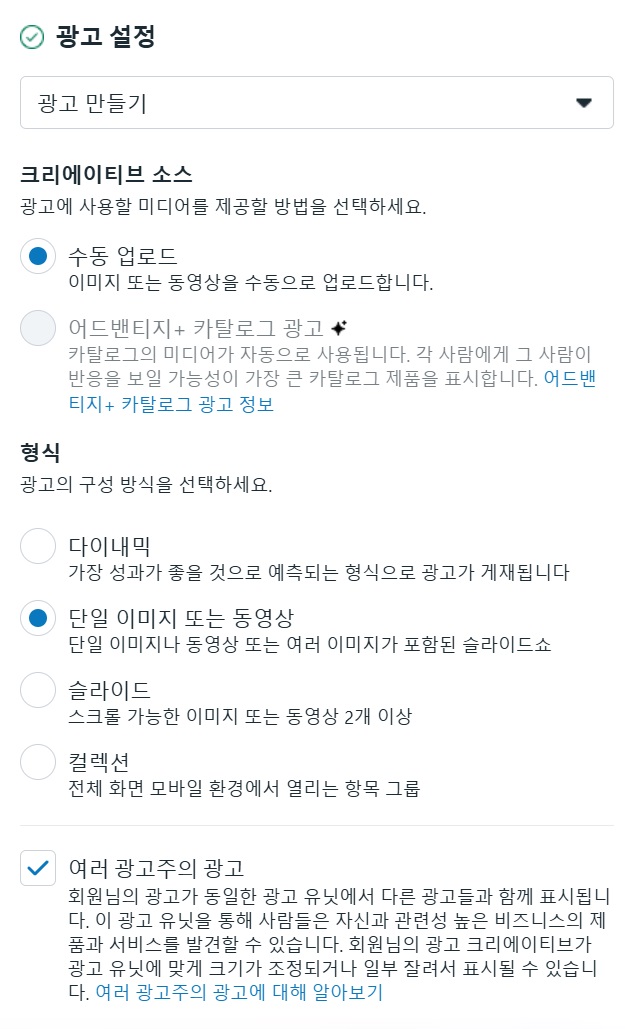 광고 설정
광고 만들기
크리에이티브 소스
광고에 사용할 미디어를 제공할 방법을 선택하세요.
수동 업로드
이미지 또는 동영상을 수동으로 업로드합니다.
어드밴티지+ 카탈로그 광고
카탈로그의 미디어가 자동으로 사용됩니다. 각 사람에게 그 사람이
반응을 보일 가능성이 가장 큰 카탈로그 제품을 표시합니다. 어드밴
티지+ 카탈로그 광고 정보
형식
광고의 구성 방식을 선택하세요.
다이내믹
가장 성과가 좋을 것으로 예측되는 형식으로 광고가 게재됩니다
단일 이미지 또는 동영상
단일 이미지나 동영상 또는 여러 이미지가 포함된 슬라이드쇼
슬라이드
스크롤 가능한 이미지 또는 동영상 2개 이상
컬렉션
전체 화면 모바일 환경에서 열리는 항목 그룹
여러 광고주의 광고
회원님의 광고가 동일한 광고 유닛에서 다른 광고들과 함께 표시됩니
다. 이 광고 유닛을 통해 사람들은 자신과 관련성 높은 비즈니스의 제
품과 서비스를 발견할 수 있습니다. 회원님의 광고 크리에이티브가
광고 유닛에 맞게 크기가 조정되거나 일부 잘려서 표시될 수 있습니
다. 여러 광고주의 광고에 대해 알아보기